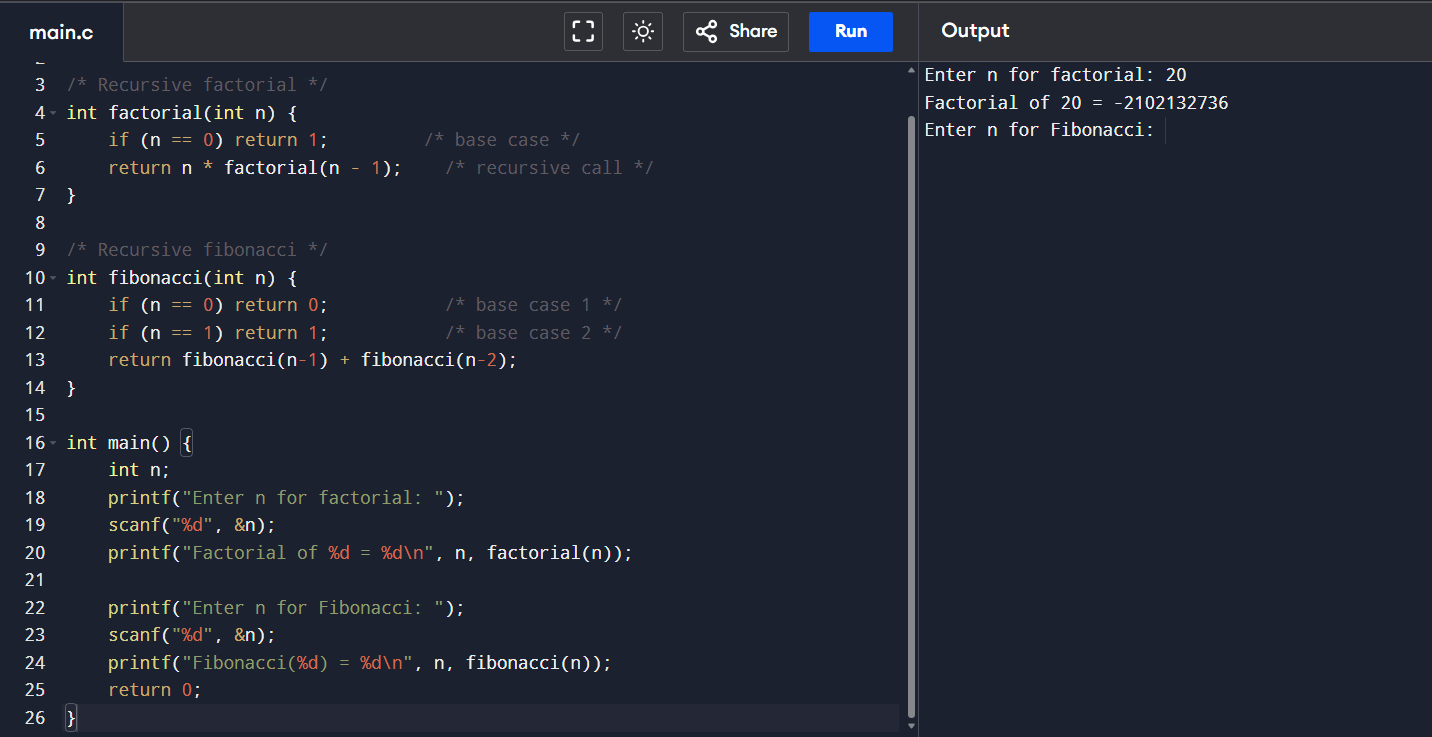 main.c
Share
Run
Output
3 /* Recursive factorial */
4 int factorial(int n) {
5     if (n == 0) return 1;         /* base case */
6     return n * factorial(n - 1);    /* recursive call */
7 }
8
9 /* Recursive fibonacci */
10 int fibonacci(int n) {
11     if (n == 0) return 0;           /* base case 1 */
12     if (n == 1) return 1;           /* base case 2 */
13     return fibonacci(n-1) + fibonacci(n-2);
14 }
15
16 int main() {
17     int n;
18     printf("Enter n for factorial: ");
19     scanf("%d", &n);
20     printf("Factorial of %d = %d\n", n, factorial(n));
21
22     printf("Enter n for Fibonacci: ");
23     scanf("%d", &n);
24     printf("Fibonacci(%d) = %d\n", n, fibonacci(n));
25     return 0;
26 }
Enter n for factorial: 20
Factorial of 20 = -2102132736
Enter n for Fibonacci: